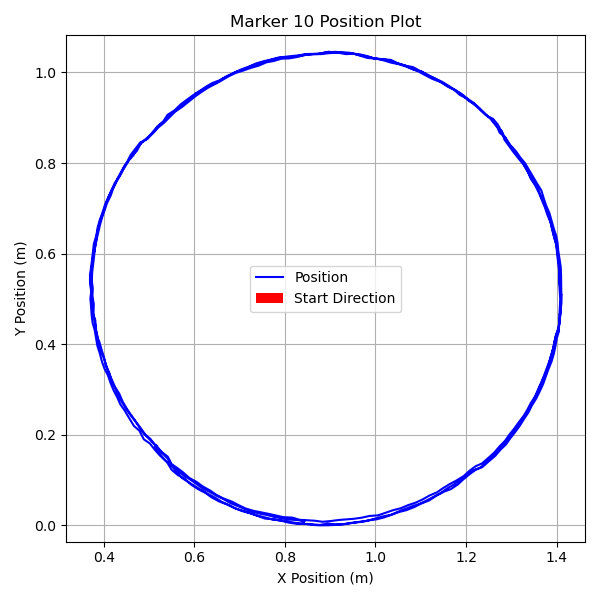 Marker 10 Position Plot
1.0
0.8
0.6
0.4
0.2
0.0
Y Position (m)
Position
Start Direction
0.4 0.6 0.8 1.0 1.2 1.4
X Position (m)